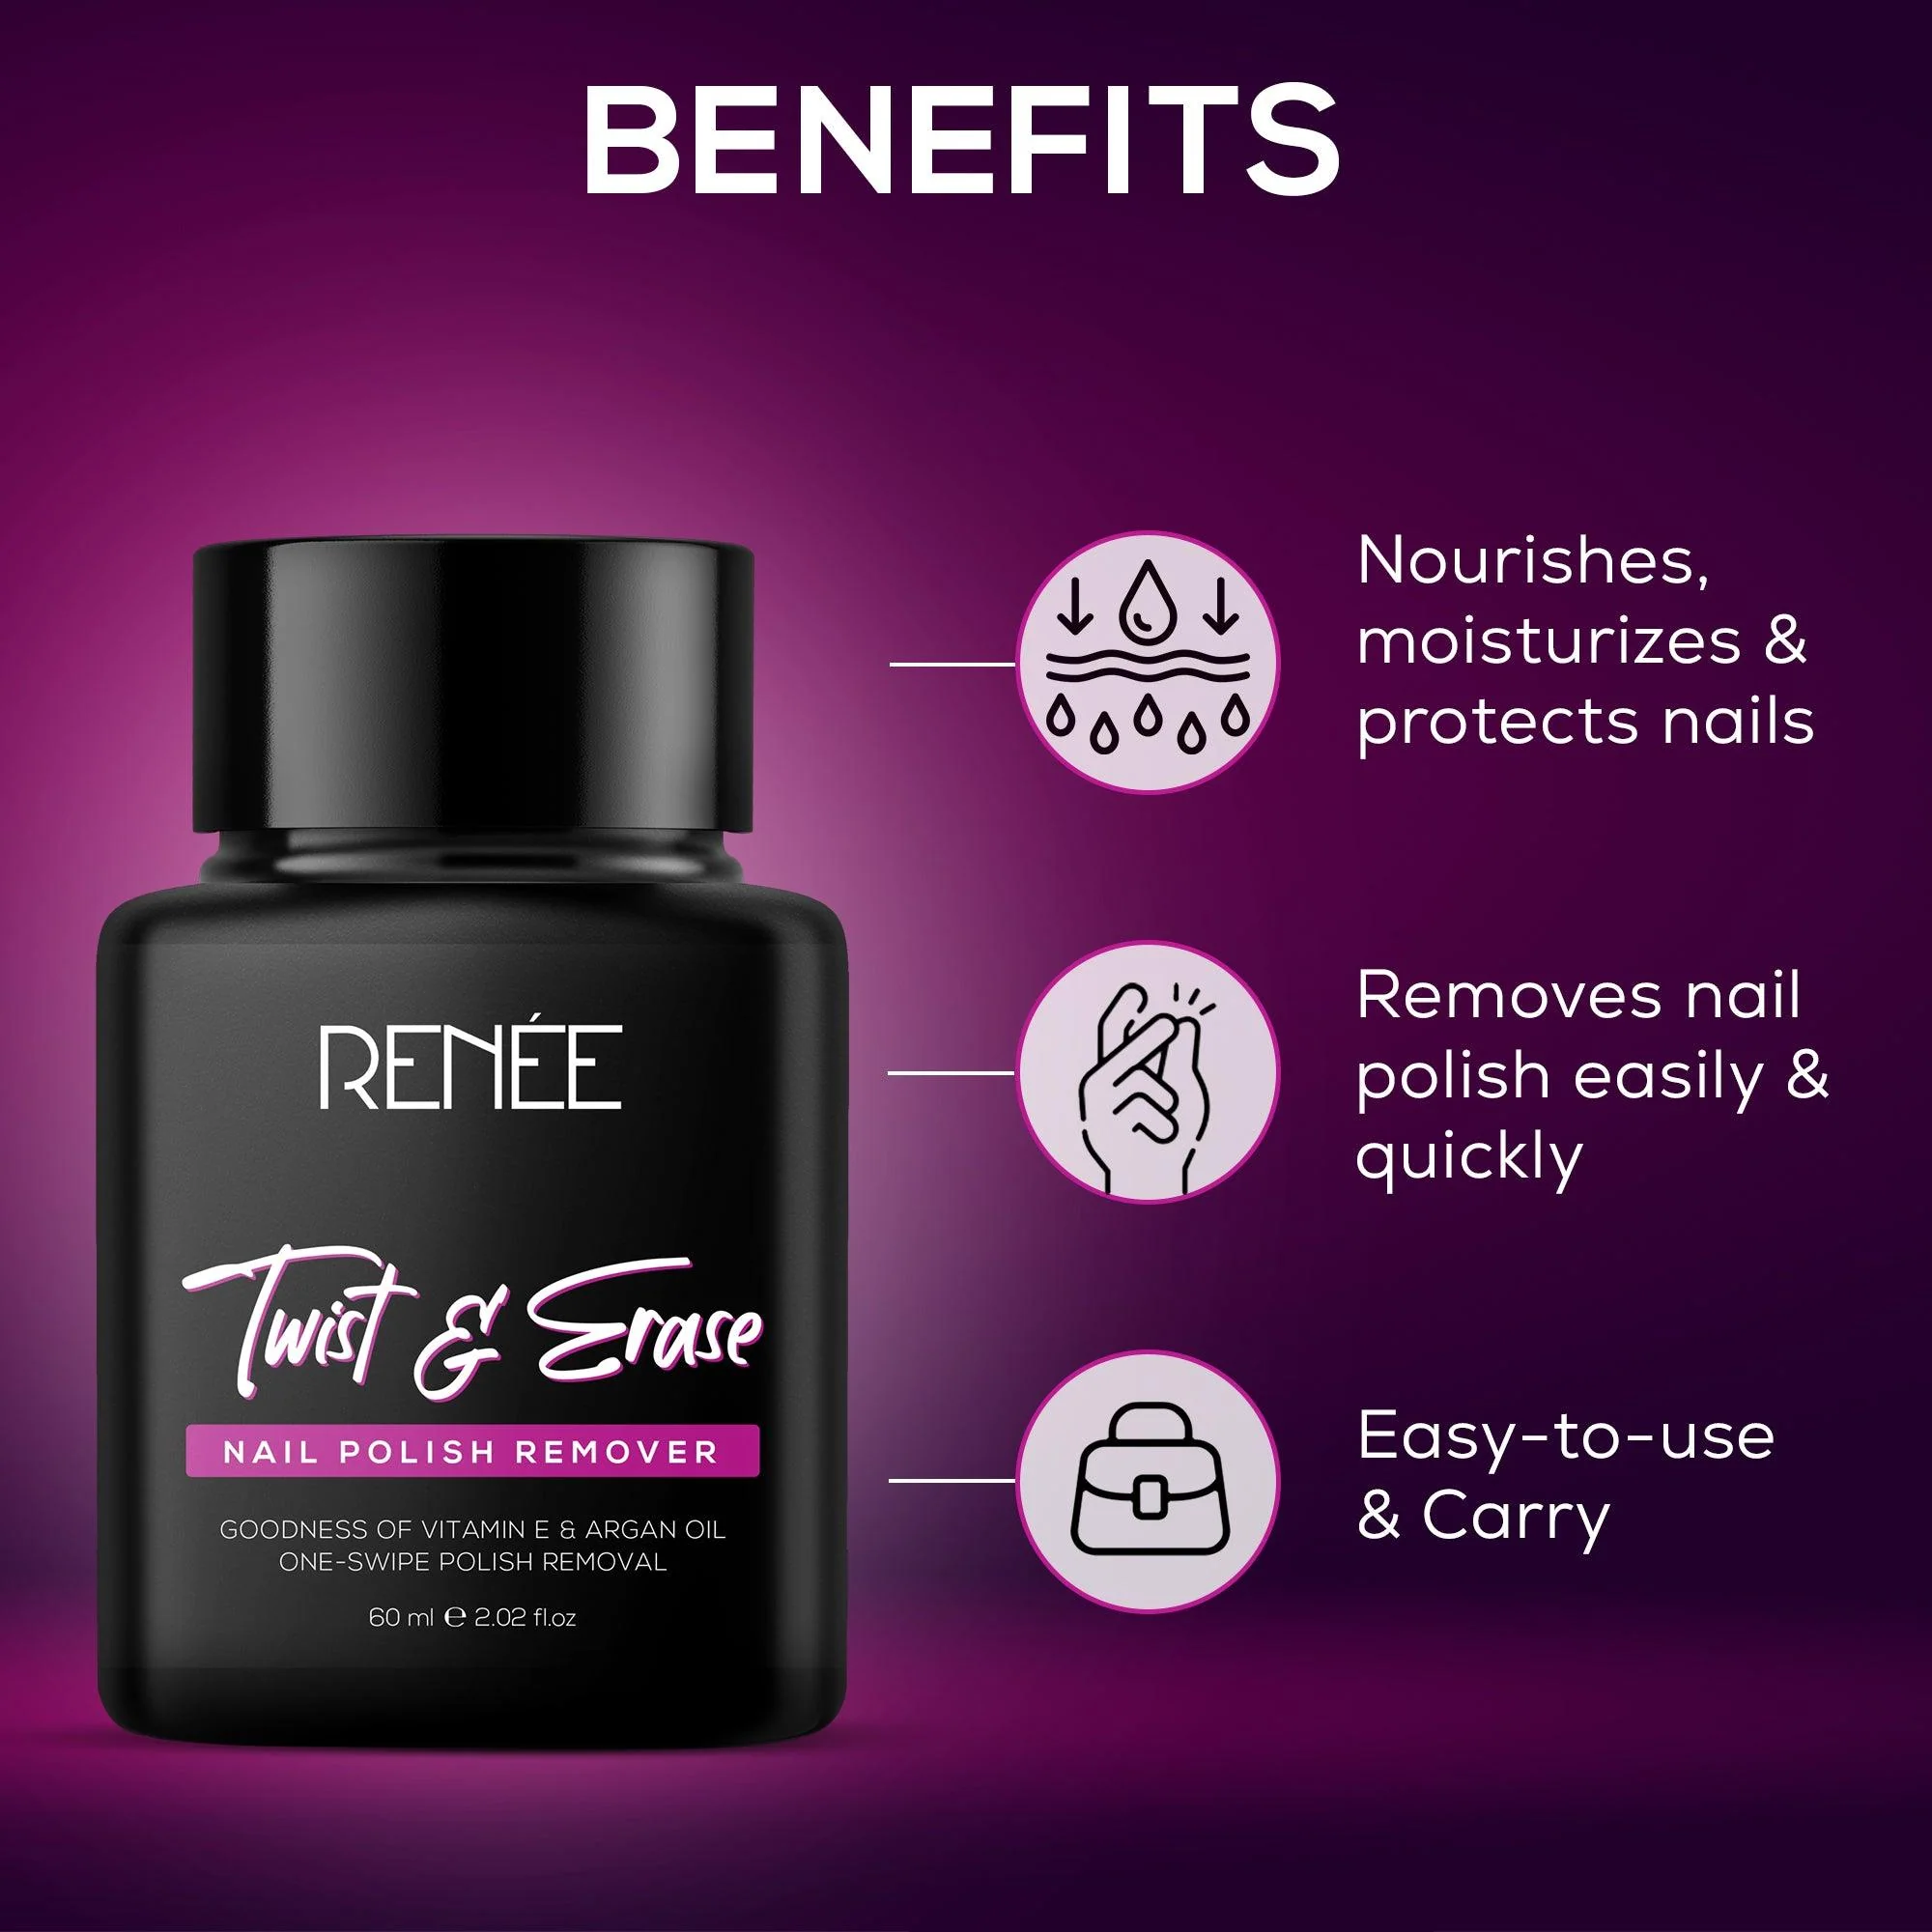 BENEFITS
Nourishes,
moisturizes &
protects nails
Removes nail
polish easily &
quickly
Easy-to-use
& Carry
RENÉE
Twist & Erase
NAIL POLISH REMOVER
GOODNESS OF VITAMIN E & ARGAN OIL
ONE-SWIPE POLISH REMOVAL
60 ml ℮ 2.02 fl.oz